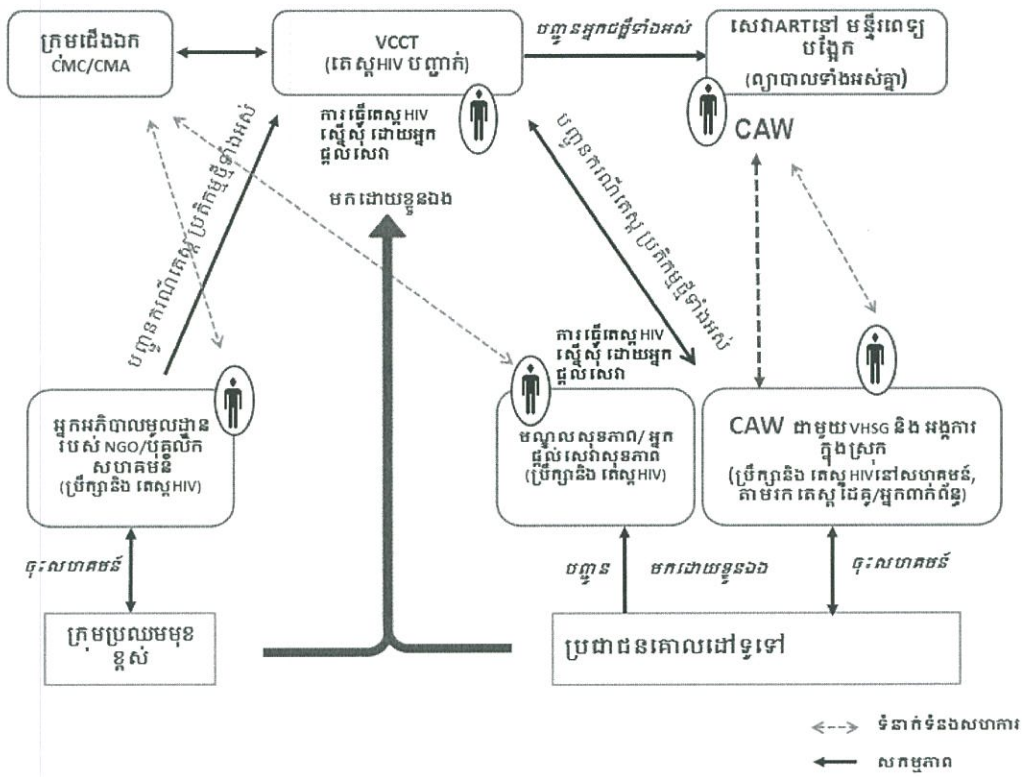 ក្រុមជើងឯក
CMC/CMA
VCCT
(តេស្តHIV បញ្ជាក់)
បញ្ជូនអ្នកជម្ងឺទាំងអស់
សេវាARTនៅ មន្ទីរពេទ្យ
បង្អែក
(ព្យាបាលទាំងអស់គ្នា)
ការធ្វើតេស្តHIV
ស្នើសុំ ដោយអ្នក
ផ្តល់សេវា
CAW
មកដោយខ្លួនឯង
បញ្ជូនករណីតេស្ត ប្រតិកម្មថ្មីទាំងអស់
បញ្ជូនករណីតេស្ត ប្រតិកម្មថ្មីទាំងអស់
ការធ្វើតេស្តHIV
ស្នើសុំ ដោយអ្នក
ផ្តល់សេវា
អ្នកអភិបាលមូលដ្ឋាន
របស់ NGO/បុគ្គលិក
សហគមន៍
(ប្រឹក្សានិង តេស្តHIV)
មណ្ឌលសុខភាព/ អ្នក
ផ្តល់សេវាសុខភាព
(ប្រឹក្សានិង តេស្តHIV)
CAW ជាមួយ VHSG និង អង្គការ
ក្នុងស្រុក
(ប្រឹក្សានិង តេស្តHIVនៅសហគមន៍,
តាមរក តេស្តដៃគូ/អ្នកពាក់ព័ន្ធ)
ចុះសហគមន៍
បញ្ជូន
មកដោយខ្លួនឯង
ចុះសហគមន៍
ក្រុមប្រឈមមុខ
ខ្ពស់
ប្រជាជនគោលដៅទូទៅ
ទំនាក់ទំនងសហការ
សកម្មភាព